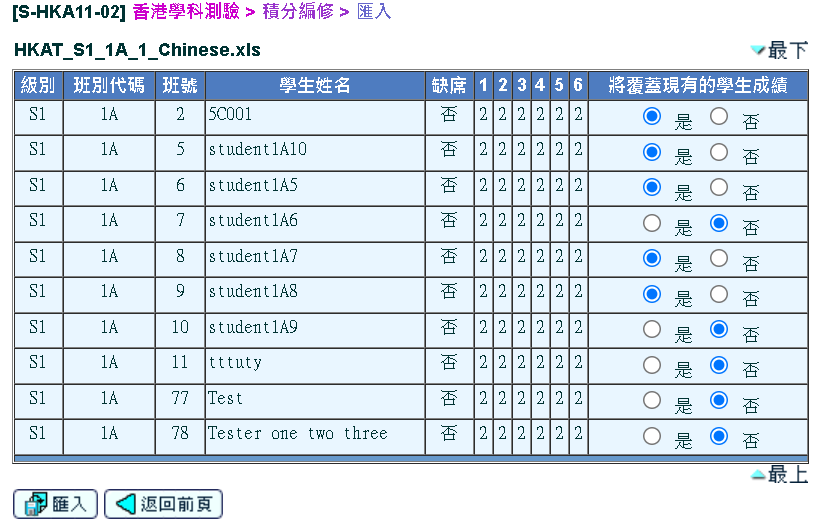 [S-HKA11-02] 香港學科測驗 > 積分編修 > 匯入
HKAT_S1_1A_1_Chinese.xls 最下
級別 班別代碼 班號 學生姓名 缺席 1 2 3 4 5 6 將覆蓋現有的學生成績
S1 1A 2 5C001 否 2 2 2 2 2 2 是 否
S1 1A 5 student1A10 否 2 2 2 2 2 2 是 否
S1 1A 6 student1A5 否 2 2 2 2 2 2 是 否
S1 1A 7 student1A6 否 2 2 2 2 2 2 是 否
S1 1A 8 student1A7 否 2 2 2 2 2 2 是 否
S1 1A 9 student1A8 否 2 2 2 2 2 2 是 否
S1 1A 10 student1A9 否 2 2 2 2 2 2 是 否
S1 1A 11 tttuty 否 2 2 2 2 2 2 是 否
S1 1A 77 Test 否 2 2 2 2 2 2 是 否
S1 1A 78 Tester one two three 否 2 2 2 2 2 2 是 否
最上
匯入 返回前頁